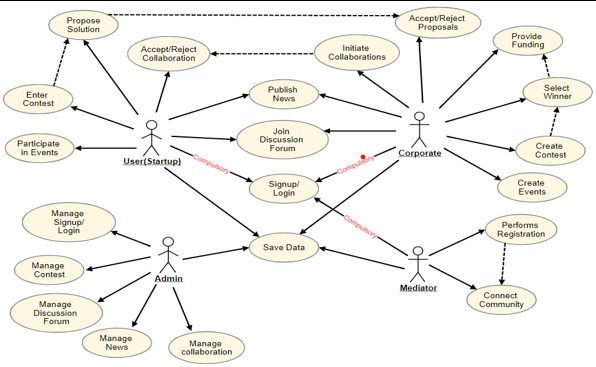 Propose
Solution
Accept/Reject
Proposals
Provide
Funding
Accept/Reject
Collaboration
Initiate
Collaborations
Enter
Contest
Publish
News
Select
Winner
Participate
in Events
User(Startup)
Join
Discussion
Forum
Corporate
Create
Contest
Compulsory
Compulsory
Signup/
Login
Create
Events
Manage
Signup/
Login
Compulsory
Performs
Registration
Save Data
Manage
Contest
Admin
Mediator
Connect
Community
Manage
Discussion
Forum
Manage
News
Manage
collaboration